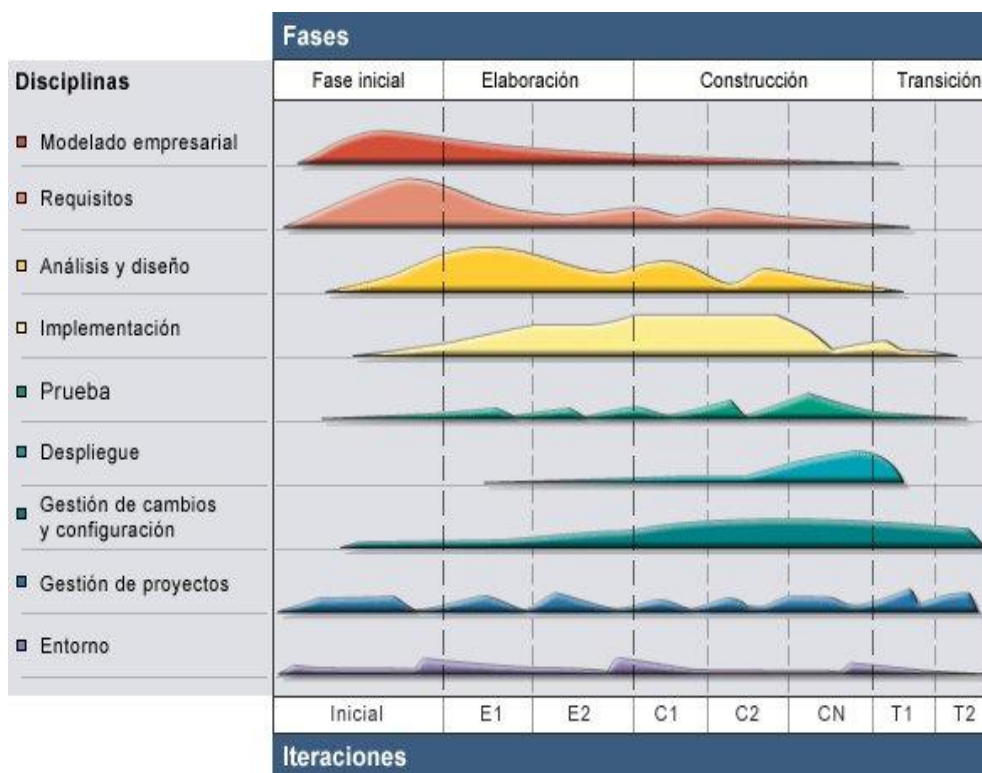 Fases
Disciplinas
Fase inicial Elaboración Construcción Transición
Modelado empresarial
Requisitos
Análisis y diseño
Implementación
Prueba
Despliegue
Gestión de cambios
y configuración
Gestión de proyectos
Entorno
Inicial E1 E2 C1 C2 CN T1 T2
Iteraciones